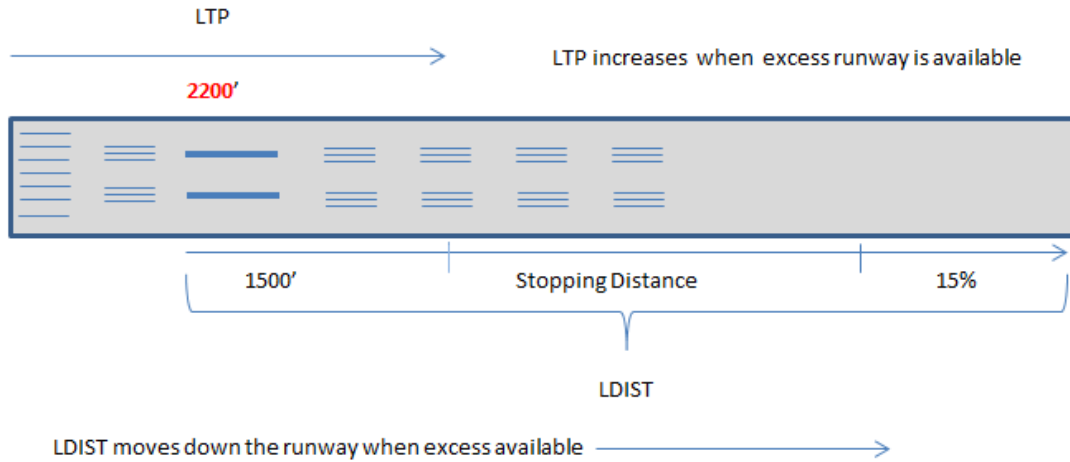 LTP
LTP increases when excess runway is available
2200’
1500’
Stopping Distance
15%
LDIST
LDIST moves down the runway when excess available